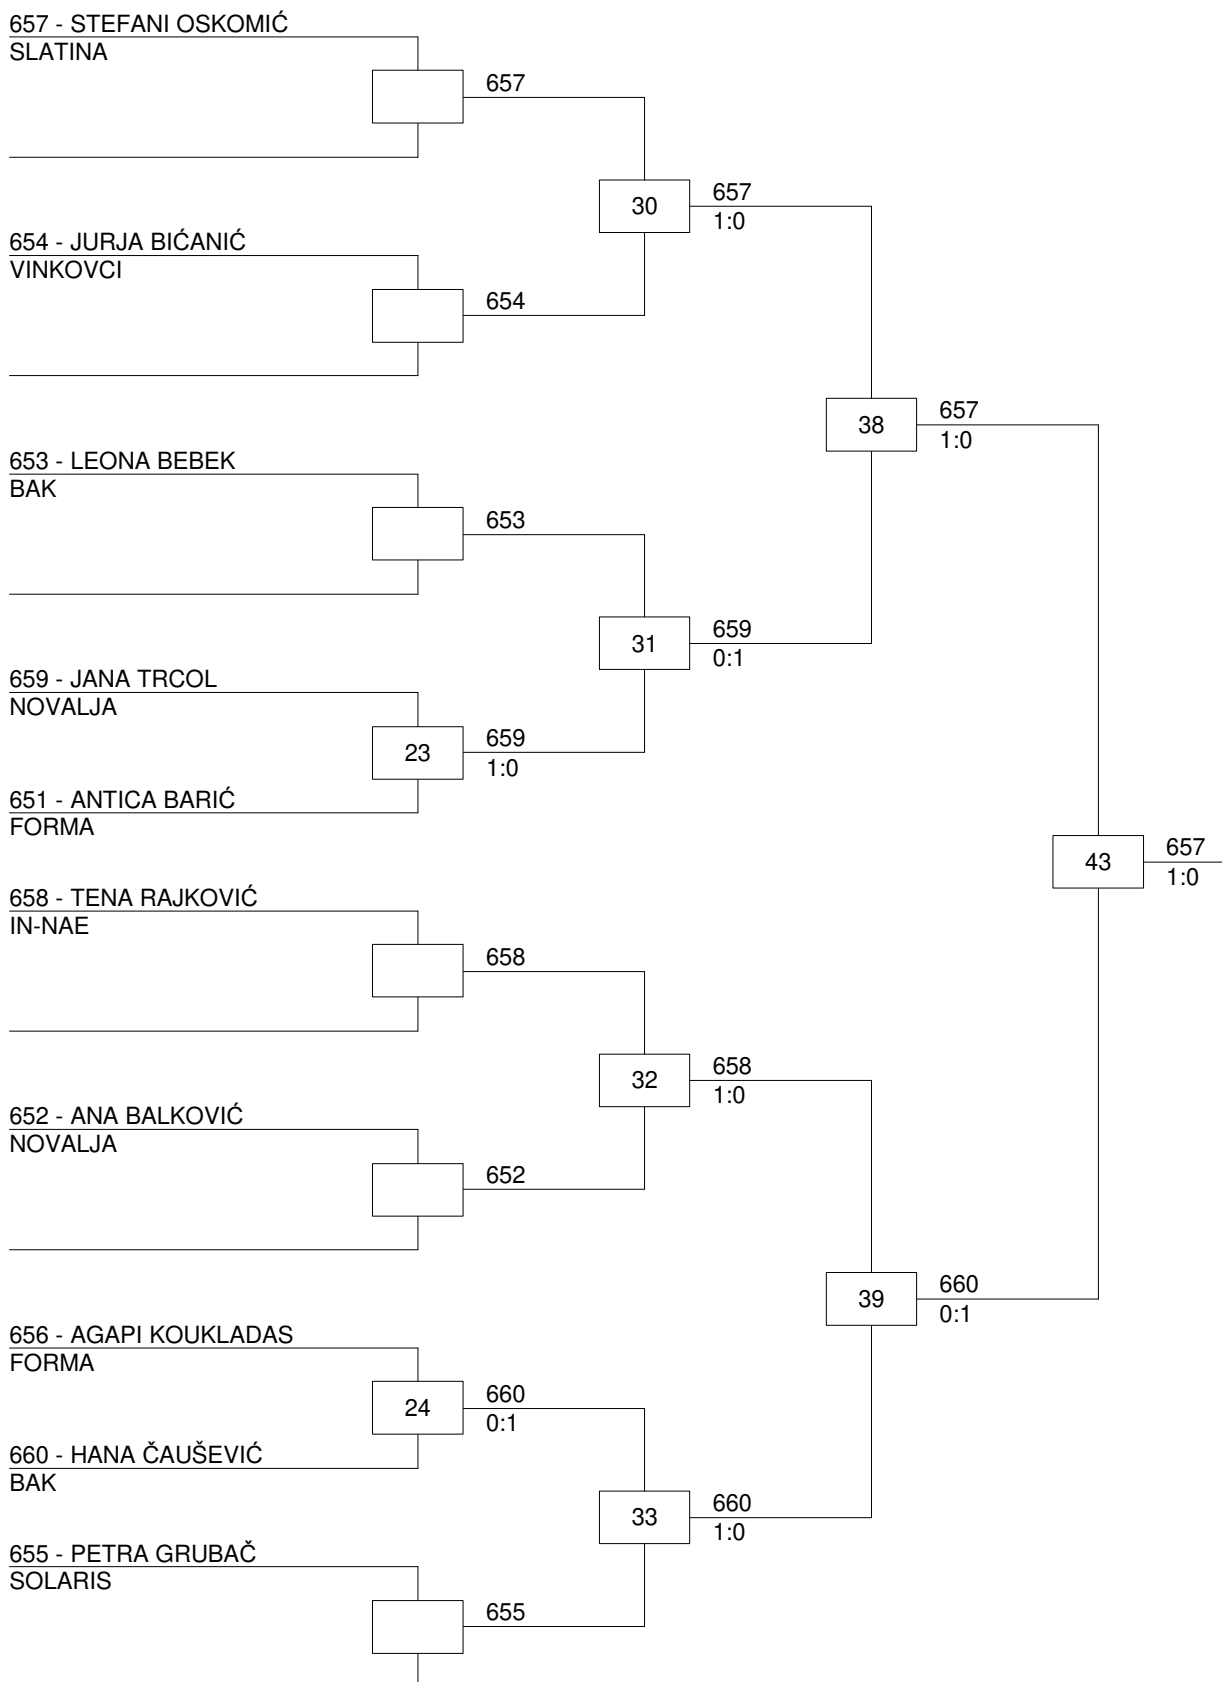 657 - STEFANI OSKOMIĆ
SLATINA
657
30
657
1:0
654 - JURJA BIĆANIĆ
VINKOVCI
654
38
657
1:0
653 - LEONA BEBEK
BAK
653
31
659
0:1
659 - JANA TRCOL
NOVALJA
23
659
1:0
651 - ANTICA BARIĆ
FORMA
43
657
1:0
658 - TENA RAJKOVIĆ
IN-NAE
658
32
658
1:0
652 - ANA BALKOVIĆ
NOVALJA
652
39
660
0:1
656 - AGAPI KOUKLADAS
FORMA
24
660
0:1
660 - HANA ČAUŠEVIĆ
BAK
33
660
1:0
655 - PETRA GRUBAČ
SOLARIS
655